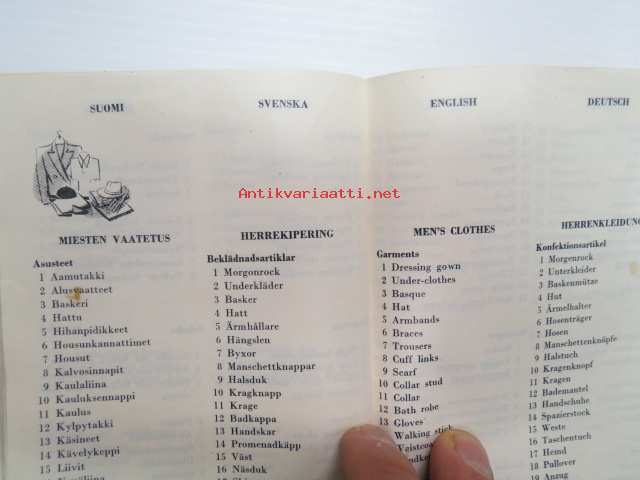 SUOMI
SVENSKA
ENGLISH
DEUTSCH
Antikvariaatti.net
MIESTEN VAATETUS
Asusteet
1 Aamutakki
2 Alusvaatteet
3 Baskeri
4 Hattu
5 Hihanpidikkeet
6 Housunkannattimet
7 Housut
8 Kalvosinnapit
9 Kaulaliina
10 Kauluksennappi
11 Kaulus
12 Kylpytakki
13 Käsineet
14 Kävelykeppi
15 Liivit
HERREKIPERING
Beklädnadsartiklar
1 Morgonrock
2 Underkläder
3 Basker
4 Hatt
5 Ärmhållare
6 Hängslen
7 Byxor
8 Manschettknappar
9 Halsduk
10 Kragknapp
11 Krage
12 Badkappa
13 Handskar
14 Promenadkäpp
15 Väst
16 Näsduk
MEN'S CLOTHES
Garments
1 Dressing gown
2 Under-clothes
3 Basque
4 Hat
5 Armbands
6 Braces
7 Trousers
8 Cuff links
9 Scarf
10 Collar stud
11 Collar
12 Bath robe
13 Gloves
Walking stick
HERRENKLEIDUNG
Konfektionsartikel
1 Morgenrock
2 Unterkleider
3 Baskenmütze
4 Hut
5 Ärmelhalter
6 Hosenträger
7 Hosen
8 Manschettenknöpfe
9 Halstuch
10 Kragenknopf
11 Kragen
12 Bademantel
13 Handschuhe
14 Spazierstock
15 Weste
16 Taschentuch
17 Hemd
18 Pullover
19 Anzug